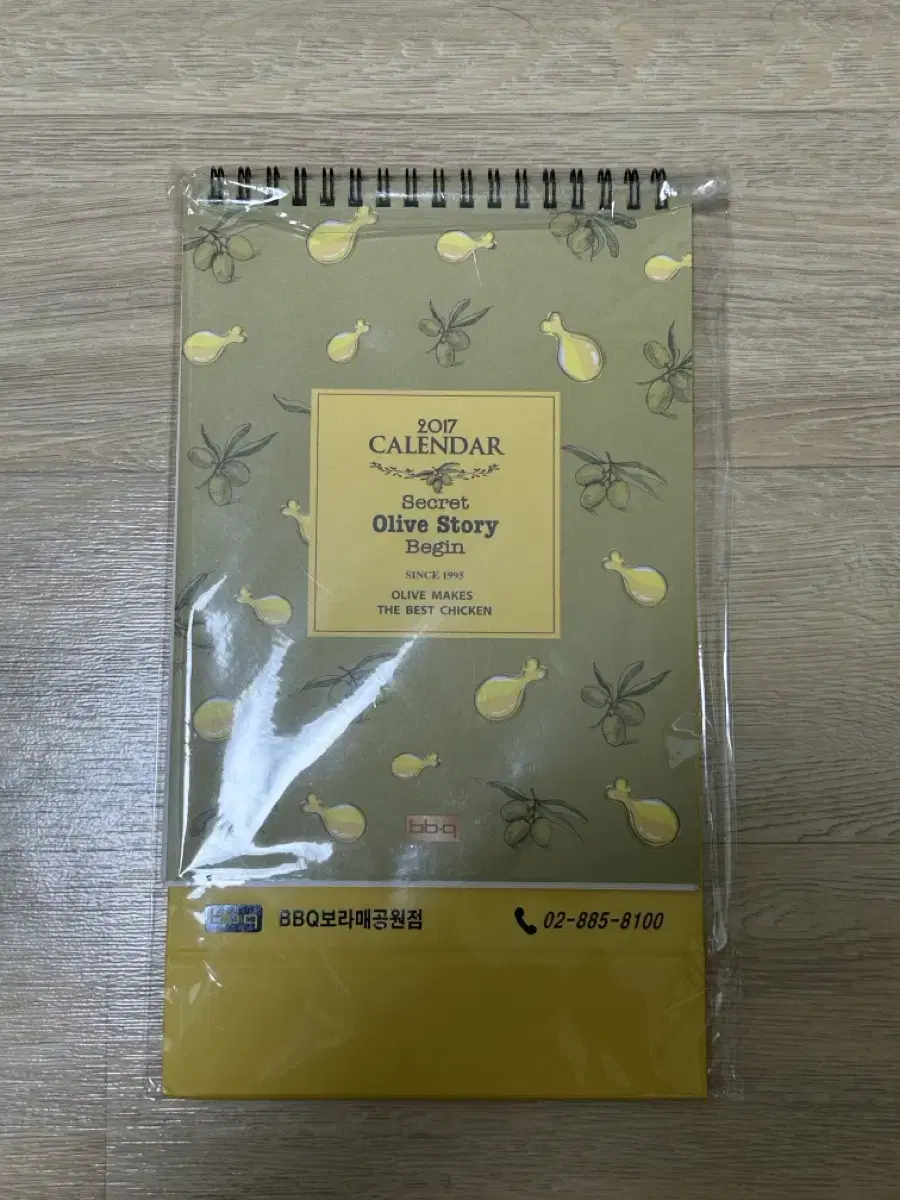 2017
CALENDAR
Secret
Olive Story
Begin
SINCE 1995
OLIVE MAKES
THE BEST CHICKEN
bb.q
bbq BBQ보라매공원점 02-885-8100